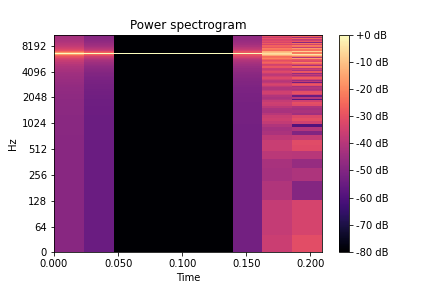 Power spectrogram
8192
4096
2048
1024
512
256
128
64
0
Hz
0.000 0.050 0.100 0.150 0.200
Time
+0 dB
-10 dB
-20 dB
-30 dB
-40 dB
-50 dB
-60 dB
-70 dB
-80 dB